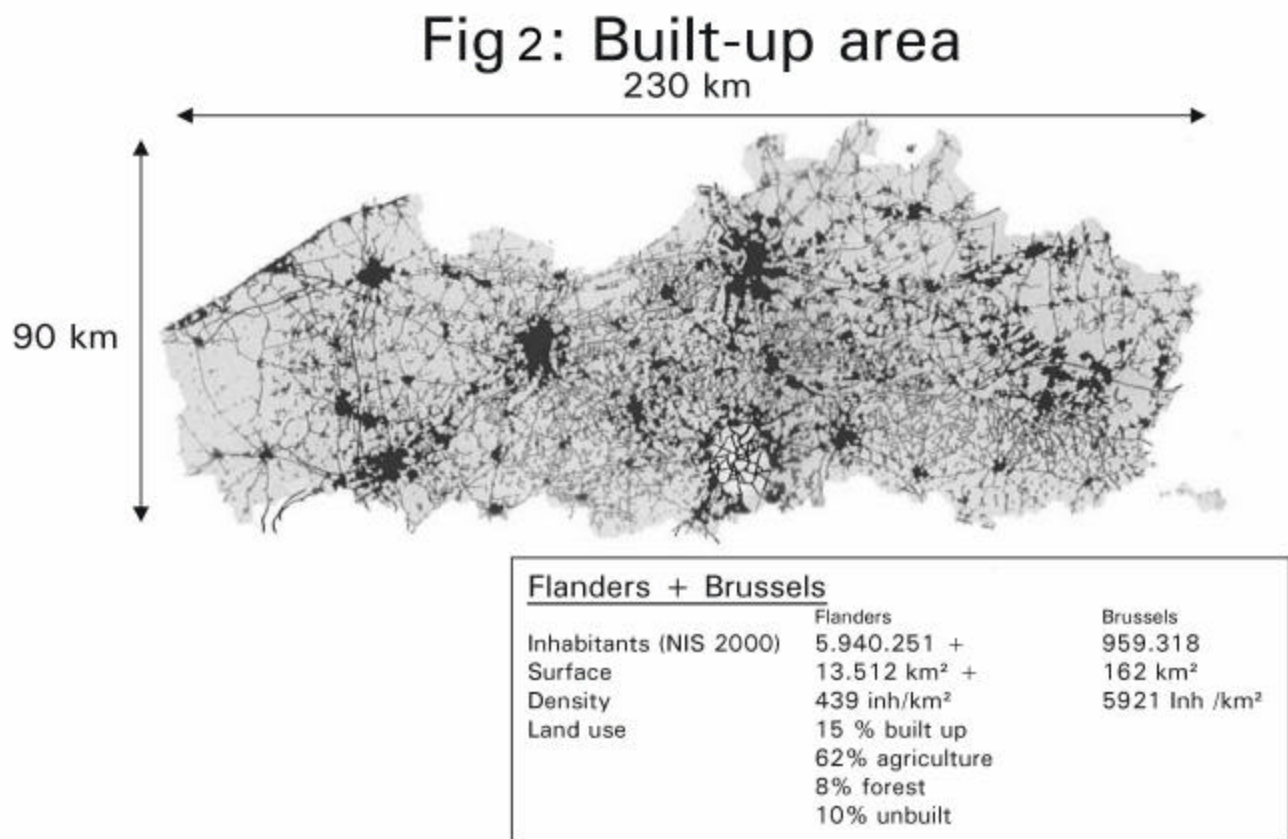 Fig 2: Built-up area
230 km
90 km
Flanders + Brussels
Flanders Brussels
Inhabitants (NIS 2000) 5.940.251 + 959.318
Surface 13.512 km² + 162 km²
Density 439 inh/km² 5921 Inh /km²
Land use 15 % built up
62% agriculture
8% forest
10% unbuilt